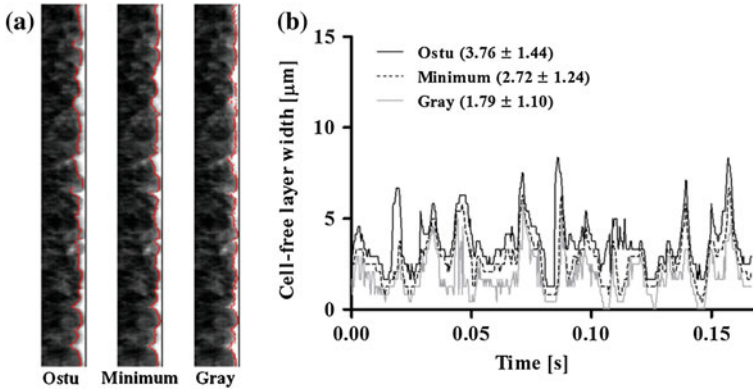 (a)
Ostu Minimum Gray
(b)
Cell-free layer width [μm]
15
10
5
0
Ostu (3.76 ± 1.44)
Minimum (2.72 ± 1.24)
Gray (1.79 ± 1.10)
0.00 0.05 0.10 0.15
Time [s]